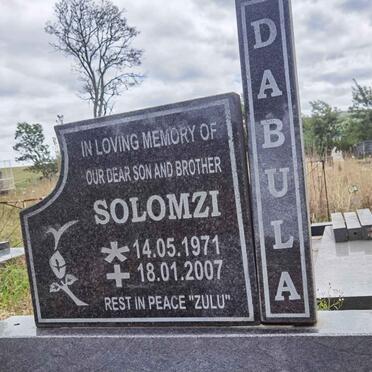 IN LOVING MEMORY OF
OUR DEAR SON AND BROTHER
SOLOMZI
14.05.1971
18.01.2007
REST IN PEACE "ZULU"
DABULA